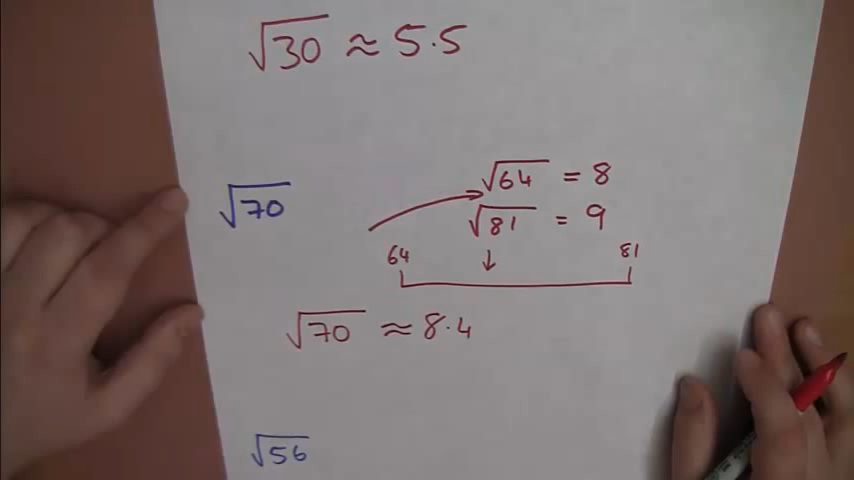 √30 ≈ 5·5
√64 = 8
√70
√81 = 9
64 ↓ 81
√70 ≈ 8·4
√56